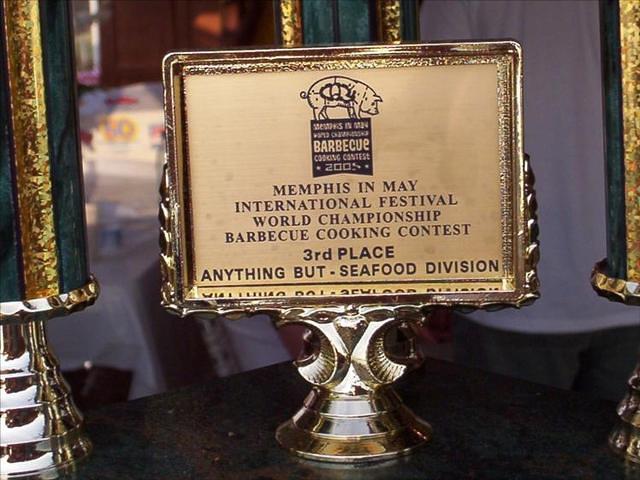 MEMPHIS IN MAY
WORLD CHAMPIONSHIP
BARBECUE
COOKING CONTEST
2005
MEMPHIS IN MAY
INTERNATIONAL FESTIVAL
WORLD CHAMPIONSHIP
BARBECUE COOKING CONTEST
3rd PLACE
ANYTHING BUT - SEAFOOD DIVISION